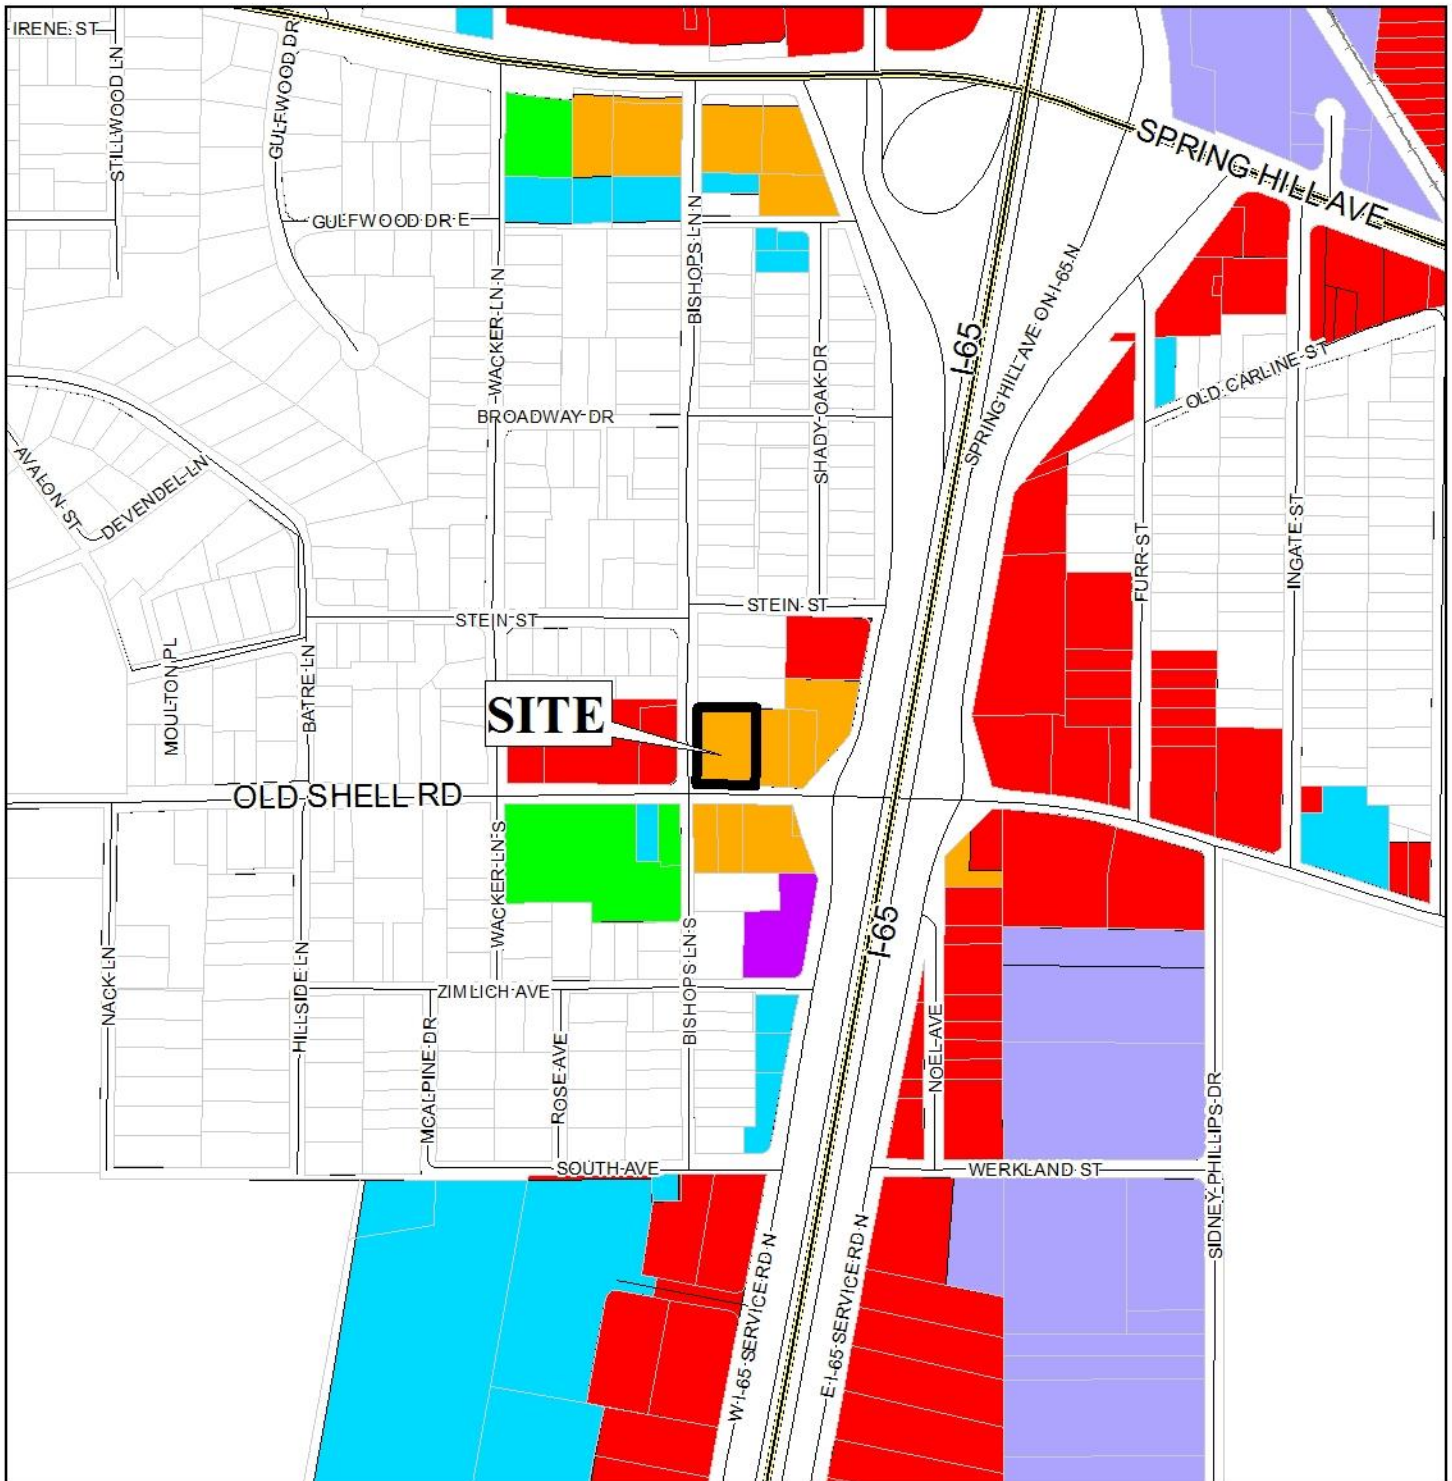 IRENE ST
STILLWOOD LN
GULFWOOD DR
SPRING HILL AVE
GULFWOOD DR E
BISHOPS LN N
WACKER LN N
SHADY OAK DR
I-65
SPRING HILL AVE ON I-65 N
OLD CARLINE ST
BROADWAY DR
AVALON ST
DEVENDEL LN
FURR ST
INGATE ST
STEIN ST
STEIN ST
MOULTON PL
BATRE LN
SITE
OLD SHELL RD
WACKER LN S
I-65
NACK LN
HILLSIDE LN
ZIMLICH AVE
BISHOPS LN S
MCALPINE DR
ROSE AVE
NOEL AVE
SIDNEY PHILLIPS DR
SOUTH AVE
WERKLAND ST
W I-65 SERVICE RD N
E I-65 SERVICE RD N